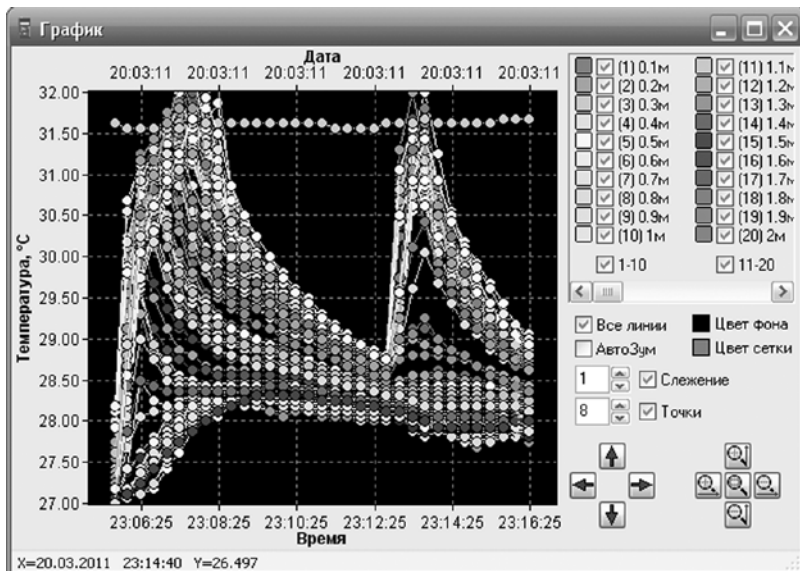 График
Дата
20:03:11 20:03:11 20:03:11 20:03:11 20:03:11 20:03:11
32.00
31.50
31.00
30.50
30.00
29.50
29.00
28.50
28.00
27.50
27.00
Температура, °C
23:06:25 23:08:25 23:10:25 23:12:25 23:14:25 23:16:25
Время
(1) 0.1м (11) 1.1м
(2) 0.2м (12) 1.2м
(3) 0.3м (13) 1.3м
(4) 0.4м (14) 1.4м
(5) 0.5м (15) 1.5м
(6) 0.6м (16) 1.6м
(7) 0.7м (17) 1.7м
(8) 0.8м (18) 1.8м
(9) 0.9м (19) 1.9м
(10) 1м (20) 2м
1-10 11-20
Все линии Цвет фона
АвтоЗум Цвет сетки
1 Слежение
8 Точки
X=20.03.2011 23:14:40 Y=26.497